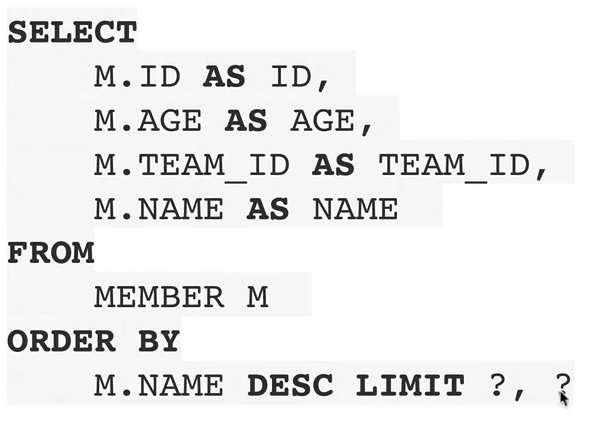 SELECT
    M.ID AS ID,
    M.AGE AS AGE,
    M.TEAM_ID AS TEAM_ID,
    M.NAME AS NAME
FROM
    MEMBER M
ORDER BY
    M.NAME DESC LIMIT ?, ?